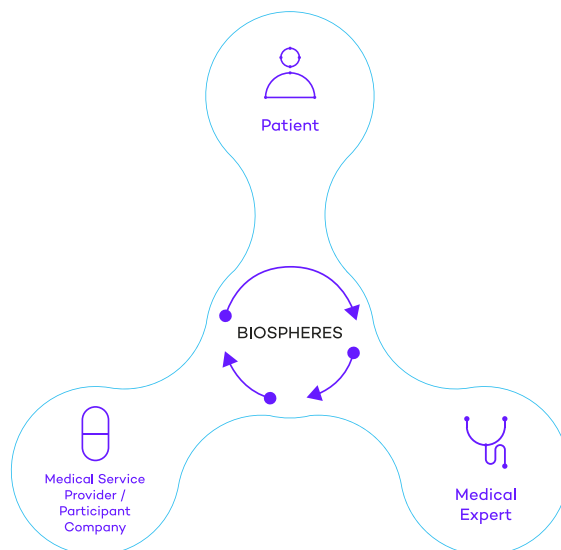 Patient
BIOSPHERES
Medical Service
Provider /
Participant
Company
Medical
Expert